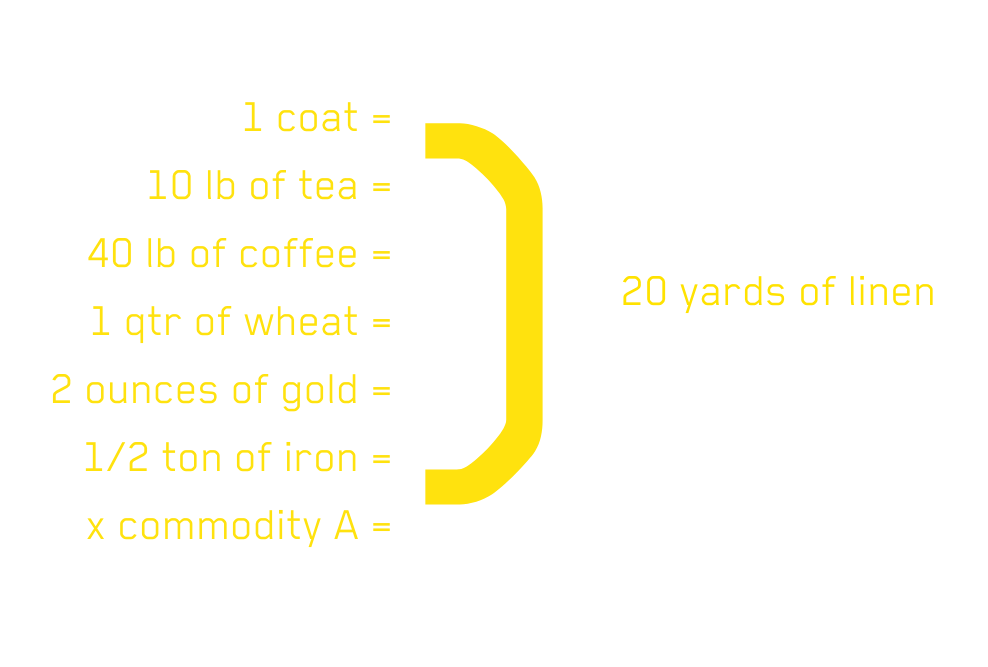 1 coat =
10 lb of tea =
40 lb of coffee =
1 qtr of wheat =
2 ounces of gold =
1/2 ton of iron =
x commodity A =
20 yards of linen